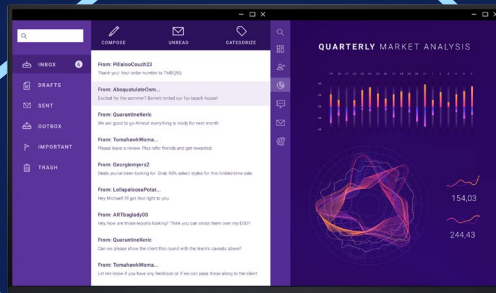 COMPOSE
UNREAD
CATEGORIZE
INBOX 6
DRAFTS
SENT
OUTBOX
IMPORTANT
TRASH
From: PillalooCouch23
Thank you! Your order number is
From: AboquatulateOsm...
Excited for the summer? Barrett rented our fav beach house!
From: QuarantineXeric
We are good to go Almost everything is ready for next month
From: TomahawkWoma...
Please leave a review. Plus refer friends and get rewarded.
From: Georgiemyers2
Deals you've been looking for. Grab 40% select styles for this limited time sale.
From: LollapaloosaPotat...
Hey Michael! I'll get that right to you.
From: ARTbaglady00
Hey, how are those reports looking? Think you can shoot them over my EOD?
From: QuarantineXeric
Can we please show the client this round with the team's caveats above?
From: TomahawkWoma...
Let me know if you have any feedback or if we can pass these along to the client
QUARTERLY MARKET ANALYSIS
154,03
244,43